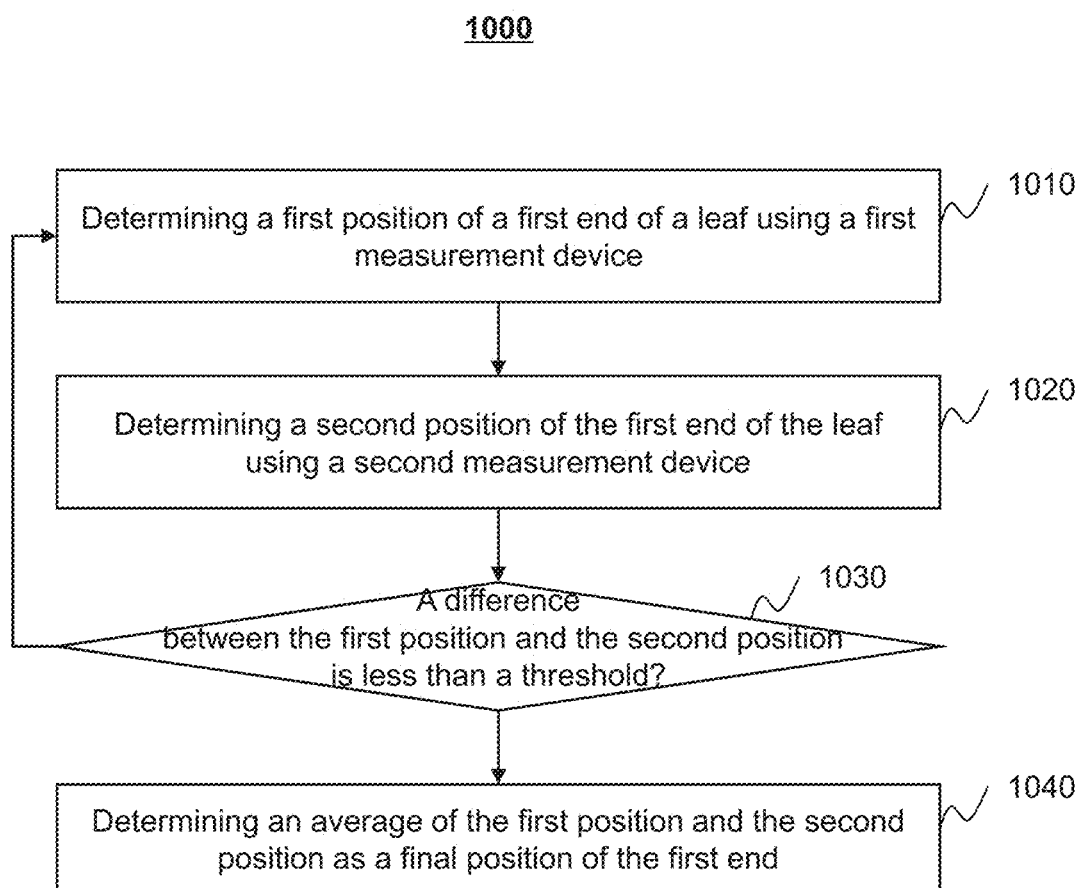 1000
Determining a first position of a first end of a leaf using a first
measurement device
1010
Determining a second position of the first end of the leaf
using a second measurement device
1020
A difference
between the first position and the second position
is less than a threshold?
1030
Determining an average of the first position and the second
position as a final position of the first end
1040